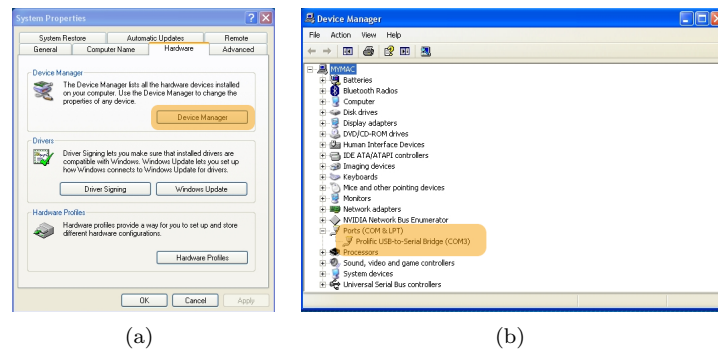 System Properties
System Restore
Automatic Updates
Remote
General
Computer Name
Hardware
Advanced
Device Manager
The Device Manager lists all the hardware devices installed
on your computer. Use the Device Manager to change the
properties of any device.
Device Manager
Drivers
Driver Signing lets you make sure that installed drivers are
compatible with Windows. Windows Update lets you set up
how Windows connects to Windows Update for drivers.
Driver Signing
Windows Update
Hardware Profiles
Hardware profiles provide a way for you to set up and store
different hardware configurations.
Hardware Profiles
OK
Cancel
Apply
(a)
Device Manager
File Action View Help
MYMAC
Batteries
Bluetooth Radios
Computer
Disk drives
Display adapters
DVD/CD-ROM drives
Human Interface Devices
IDE ATA/ATAPI controllers
Imaging devices
Keyboards
Mice and other pointing devices
Monitors
Network adapters
NVIDIA Network Bus Enumerator
Ports (COM & LPT)
Prolific USB-to-Serial Bridge (COM3)
Processors
Sound, video and game controllers
System devices
Universal Serial Bus controllers
(b)